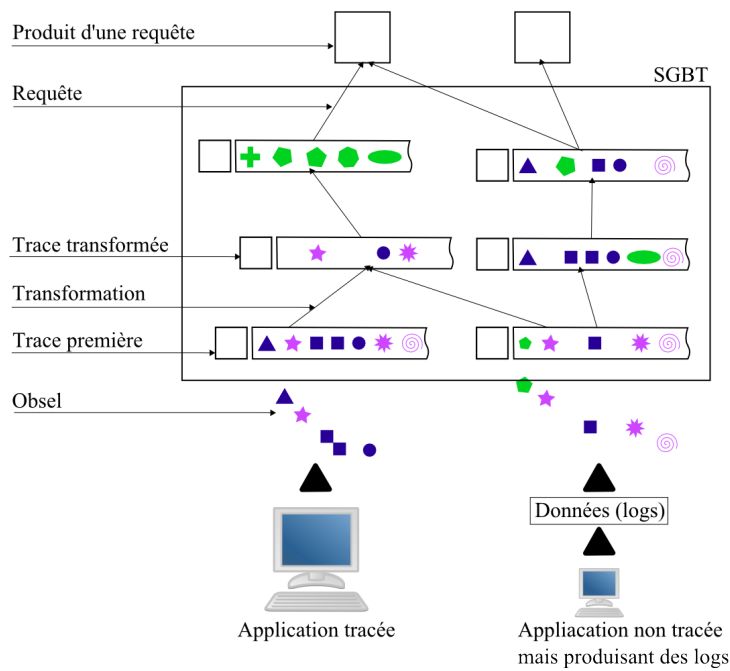 Produit d'une requête
SGBT
Requête
Trace transformée
Transformation
Trace première
Obsel
Données (logs)
Application tracée
Appliacation non tracée
mais produisant des logs